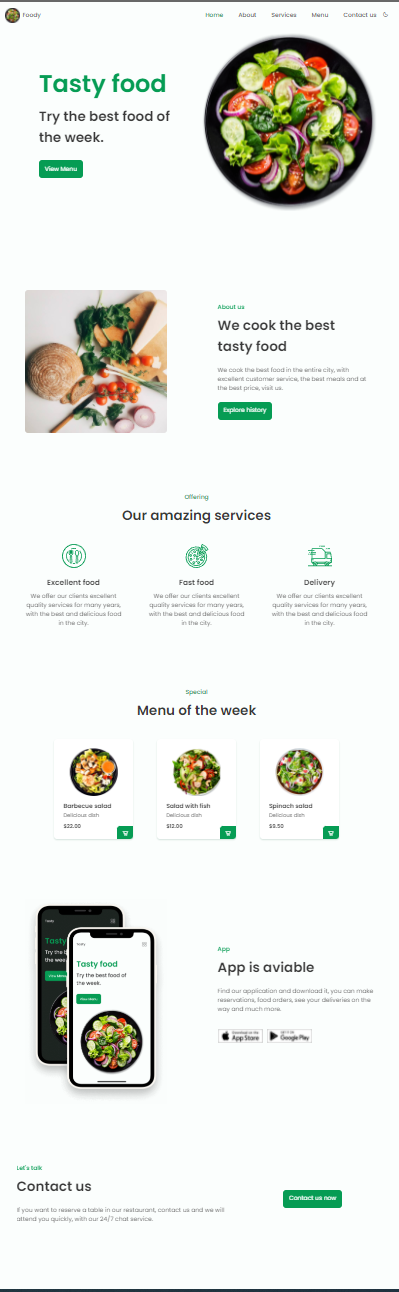 Foody
Home About Services Menu Contact us
Tasty food
Try the best food of
the week.
View Menu
About us
We cook the best
tasty food
We cook the best food in the entire city, with
excellent customer service, the best meals and at
the best price, visit us.
Explore history
Offering
Our amazing services
Excellent food
We offer our clients excellent
quality services for many years,
with the best and delicious food
in the city.
Fast food
We offer our clients excellent
quality services for many years,
with the best and delicious food
in the city.
Delivery
We offer our clients excellent
quality services for many years,
with the best and delicious food
in the city.
Special
Menu of the week
Barbecue salad
Delicious dish
$22.00
Salad with fish
Delicious dish
$12.00
Spinach salad
Delicious dish
$9.50
Tasty
Try the b
the w
View Menu
Tasty food
Try the best food of
the week.
View Menu
App
App is aviable
Find our application and download it, you can make
reservations, food orders, see your deliveries on the
way and much more.
App Store
Google Play
Let's talk
Contact us
If you want to reserve a table in our restaurant, contact us and we will
attend you quickly, with our 24/7 chat service.
Contact us now